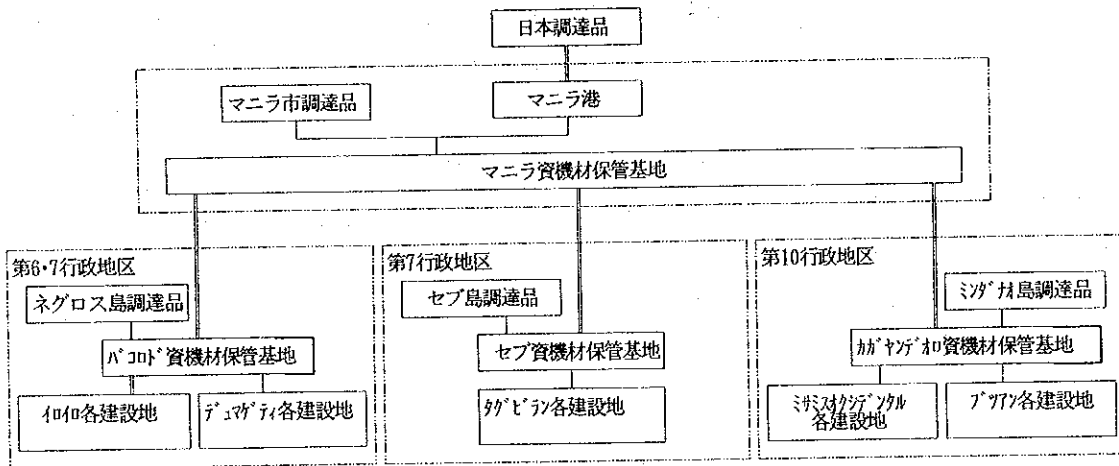 日本調達品
マニラ市調達品
マニラ港
マニラ資機材保管基地
第6・7行政地区
ネグロス島調達品
ﾊﾞｺﾛﾄﾞ資機材保管基地
ｲﾛｲﾛ各建設地
ﾃﾞｭﾏｹﾞﾃｨ各建設地
第7行政地区
セブ島調達品
セブ資機材保管基地
ﾀｸﾞﾋﾞﾗﾝ各建設地
第10行政地区
ﾐﾝﾀﾞﾅｵ島調達品
ｶｶﾞﾔﾝﾃﾞｵﾛ資機材保管基地
ﾐｻﾐｽｵｸｼﾃﾞﾝﾀﾙ
各建設地
ﾌﾞﾂｱﾝ各建設地